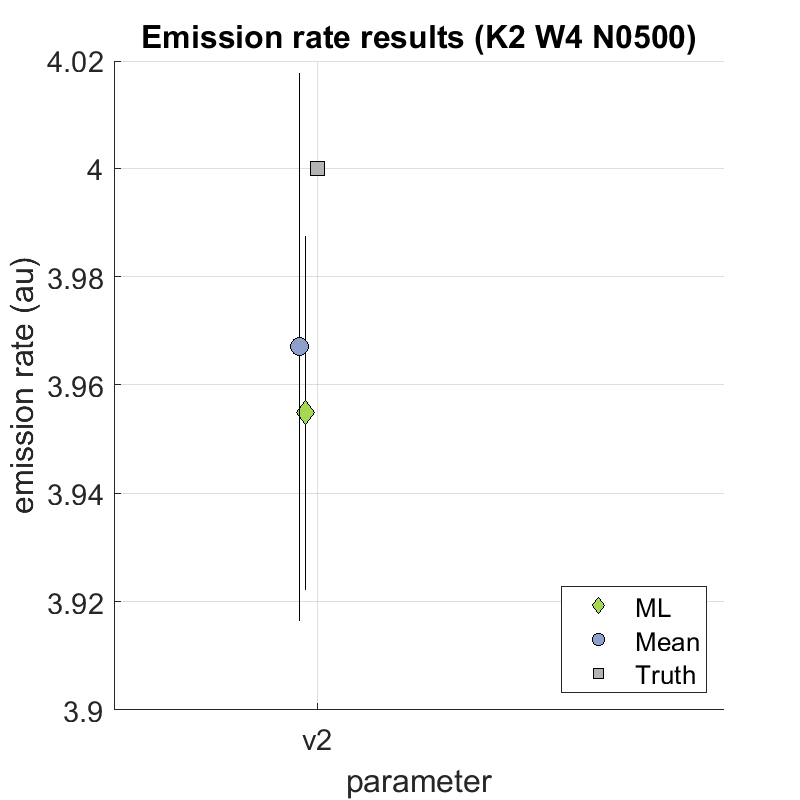 Emission rate results (K2 W4 N0500)
4.02
4
3.98
3.96
3.94
3.92
3.9
emission rate (au)
v2
parameter
ML
Mean
Truth